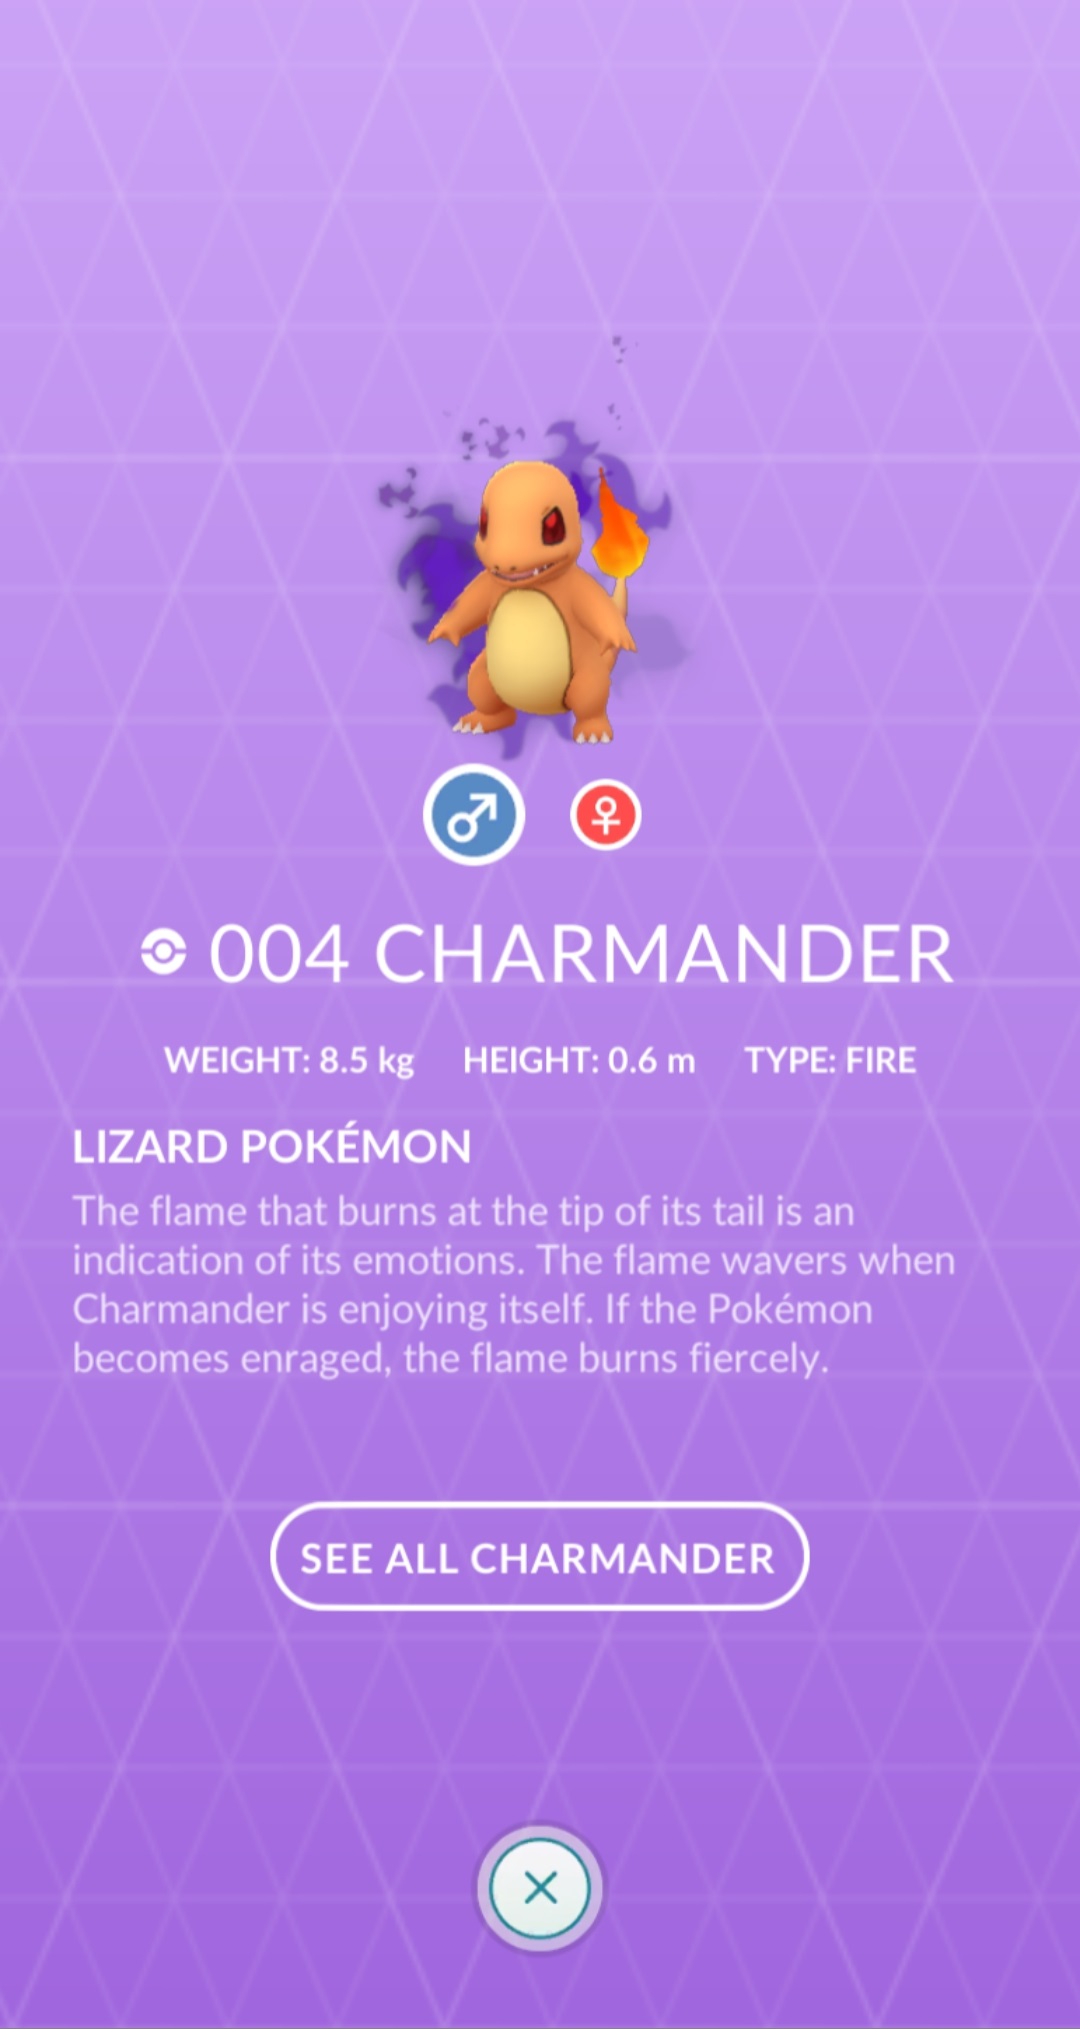 004 CHARMANDER
WEIGHT: 8.5 kg HEIGHT: 0.6 m TYPE: FIRE
LIZARD POKÉMON
The flame that burns at the tip of its tail is an
indication of its emotions. The flame wavers when
Charmander is enjoying itself. If the Pokémon
becomes enraged, the flame burns fiercely.
SEE ALL CHARMANDER